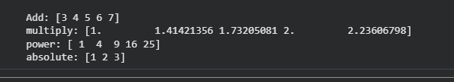 Add: [3 4 5 6 7]
multiply: [1.         1.41421356 1.73205081 2.         2.23606798]
power: [ 1  4  9 16 25]
absolute: [1 2 3]